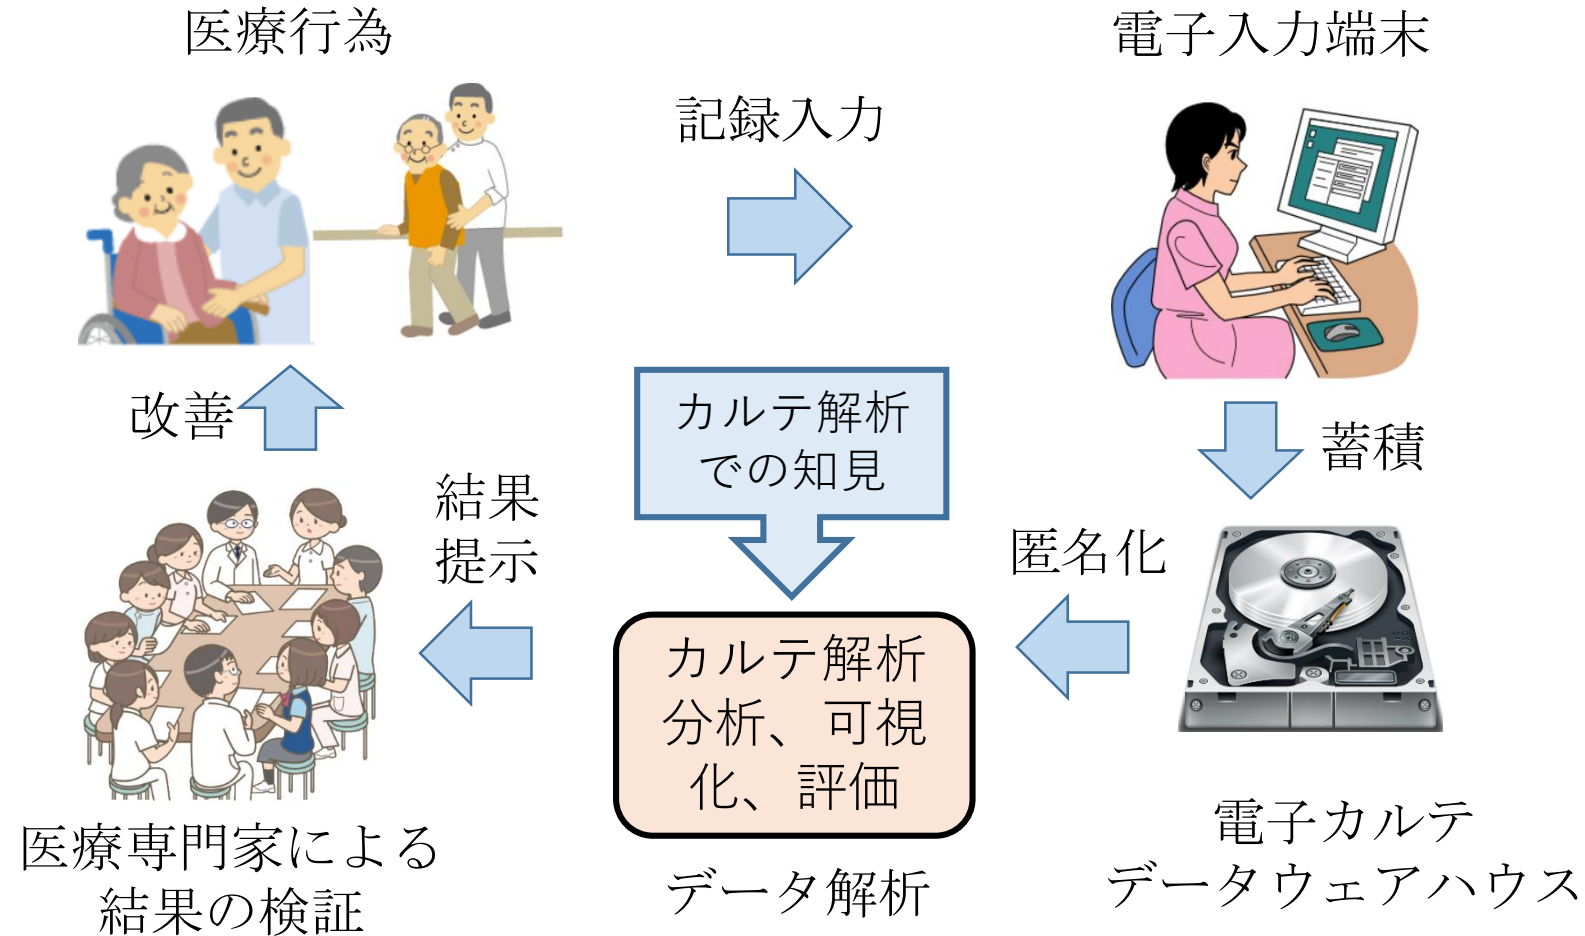 医療行為
電子入力端末
記録入力
改善
カルテ解析
での知見
蓄積
結果
提示
匿名化
カルテ解析
分析、可視
化、評価
医療専門家による
結果の検証
データ解析
電子カルテ
データウェアハウス